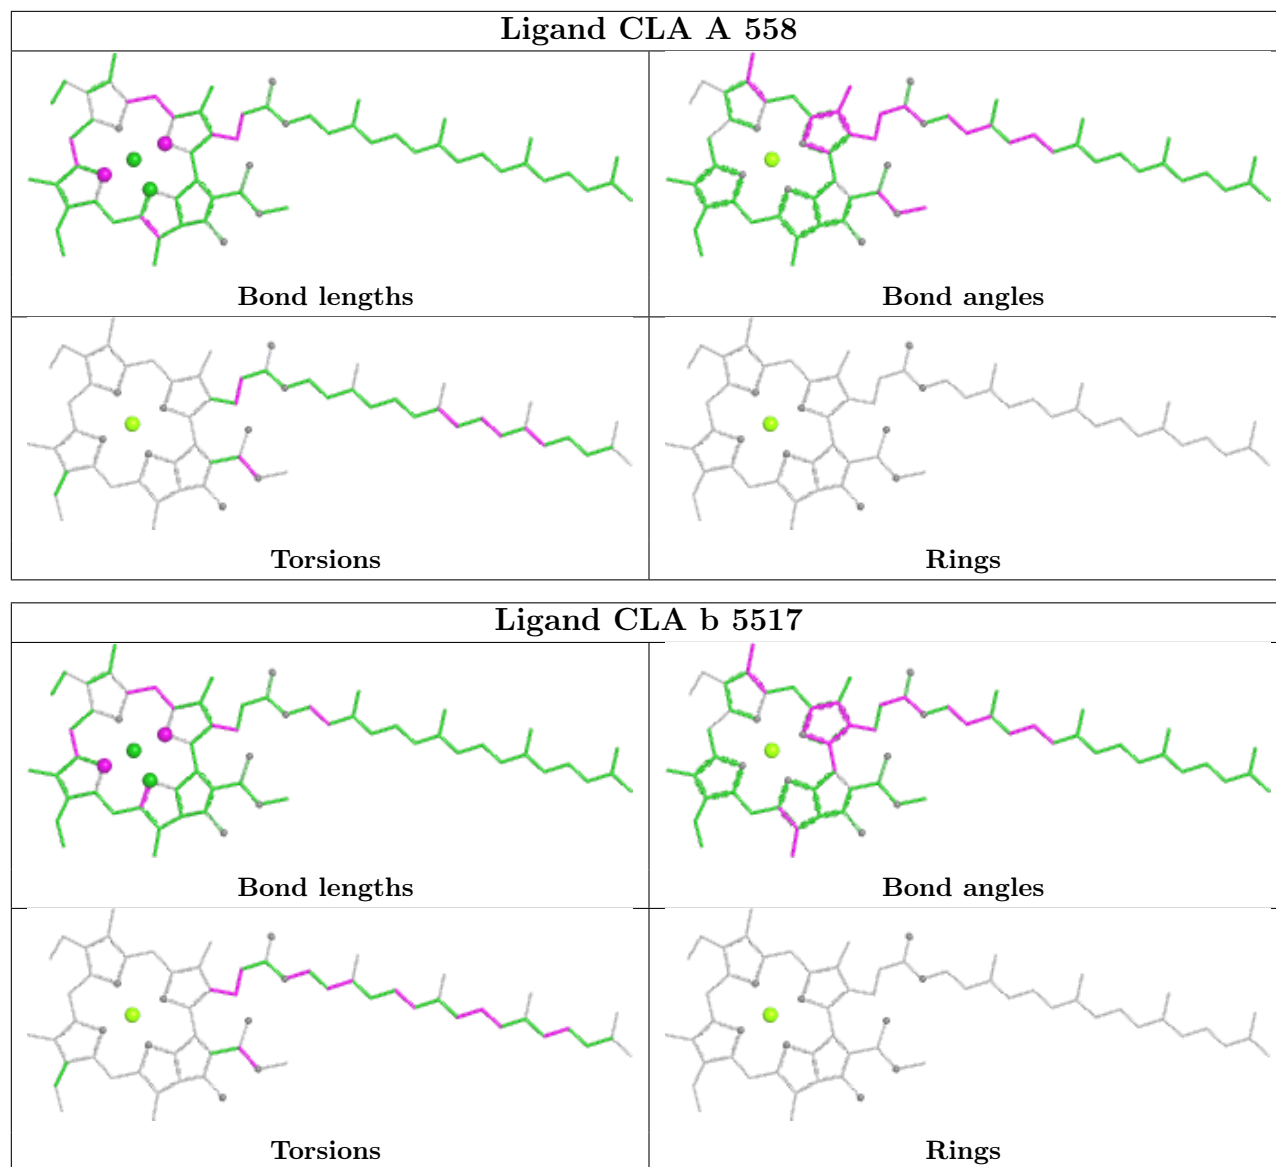 Ligand CLA A 558
Bond lengths
Bond angles
Torsions
Rings
Ligand CLA b 5517
Bond lengths
Bond angles
Torsions
Rings